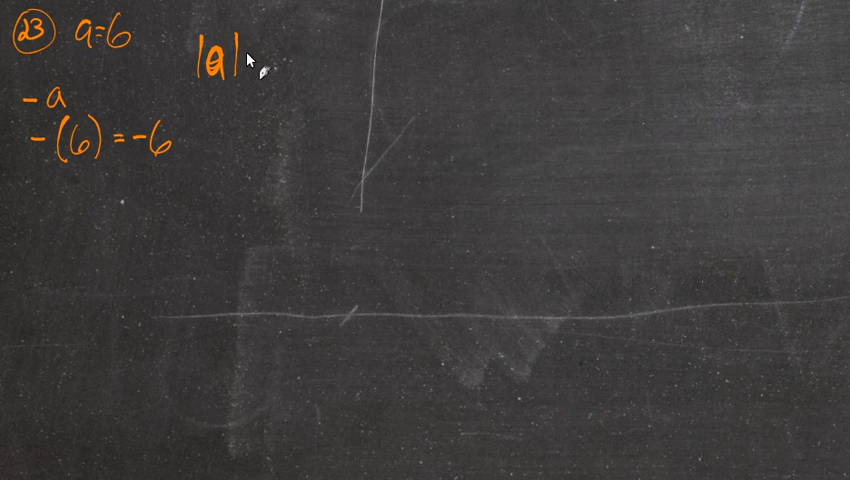 23 a=6
|a|
-a
-(6) = -6